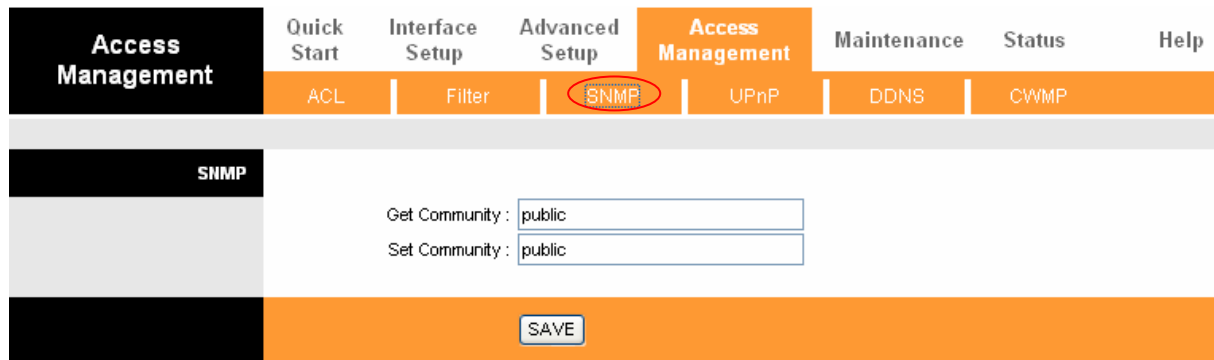 Access Management
Quick Start
Interface Setup
Advanced Setup
Access Management
Maintenance
Status
Help
ACL
Filter
SNMP
UPnP
DDNS
CWMP
SNMP
Get Community : public
Set Community : public
SAVE